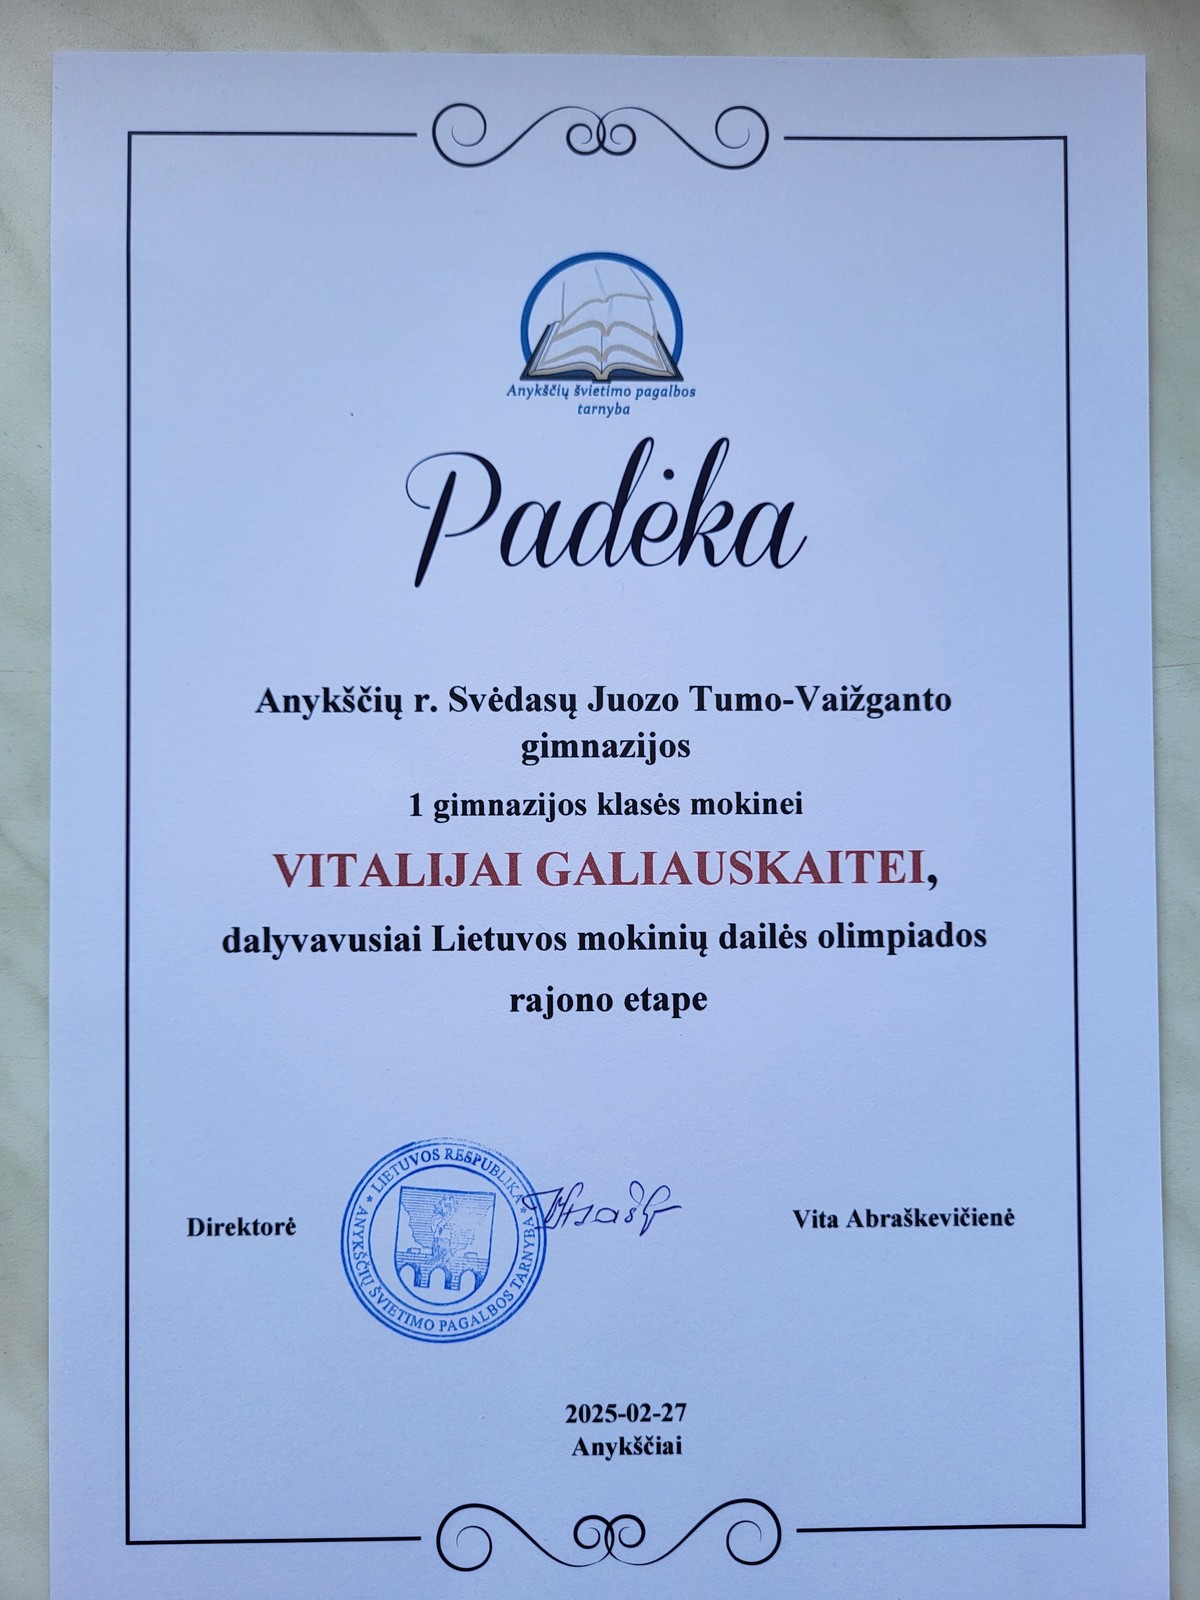 Anykščių švietimo pagalbos
tarnyba
Padėka
Anykščių r. Svėdasų Juozo Tumo-Vaižganto
gimnazijos
1 gimnazijos klasės mokinei
VITALIJAI GALIAUSKAITEI,
dalyvavusiai Lietuvos mokinių dailės olimpiados
rajono etape
Direktorė
* LIETUVOS RESPUBLIKA *
ANYKŠČIŲ ŠVIETIMO PAGALBOS TARNYBA
Vita Abraškevičienė
2025-02-27
Anykščiai